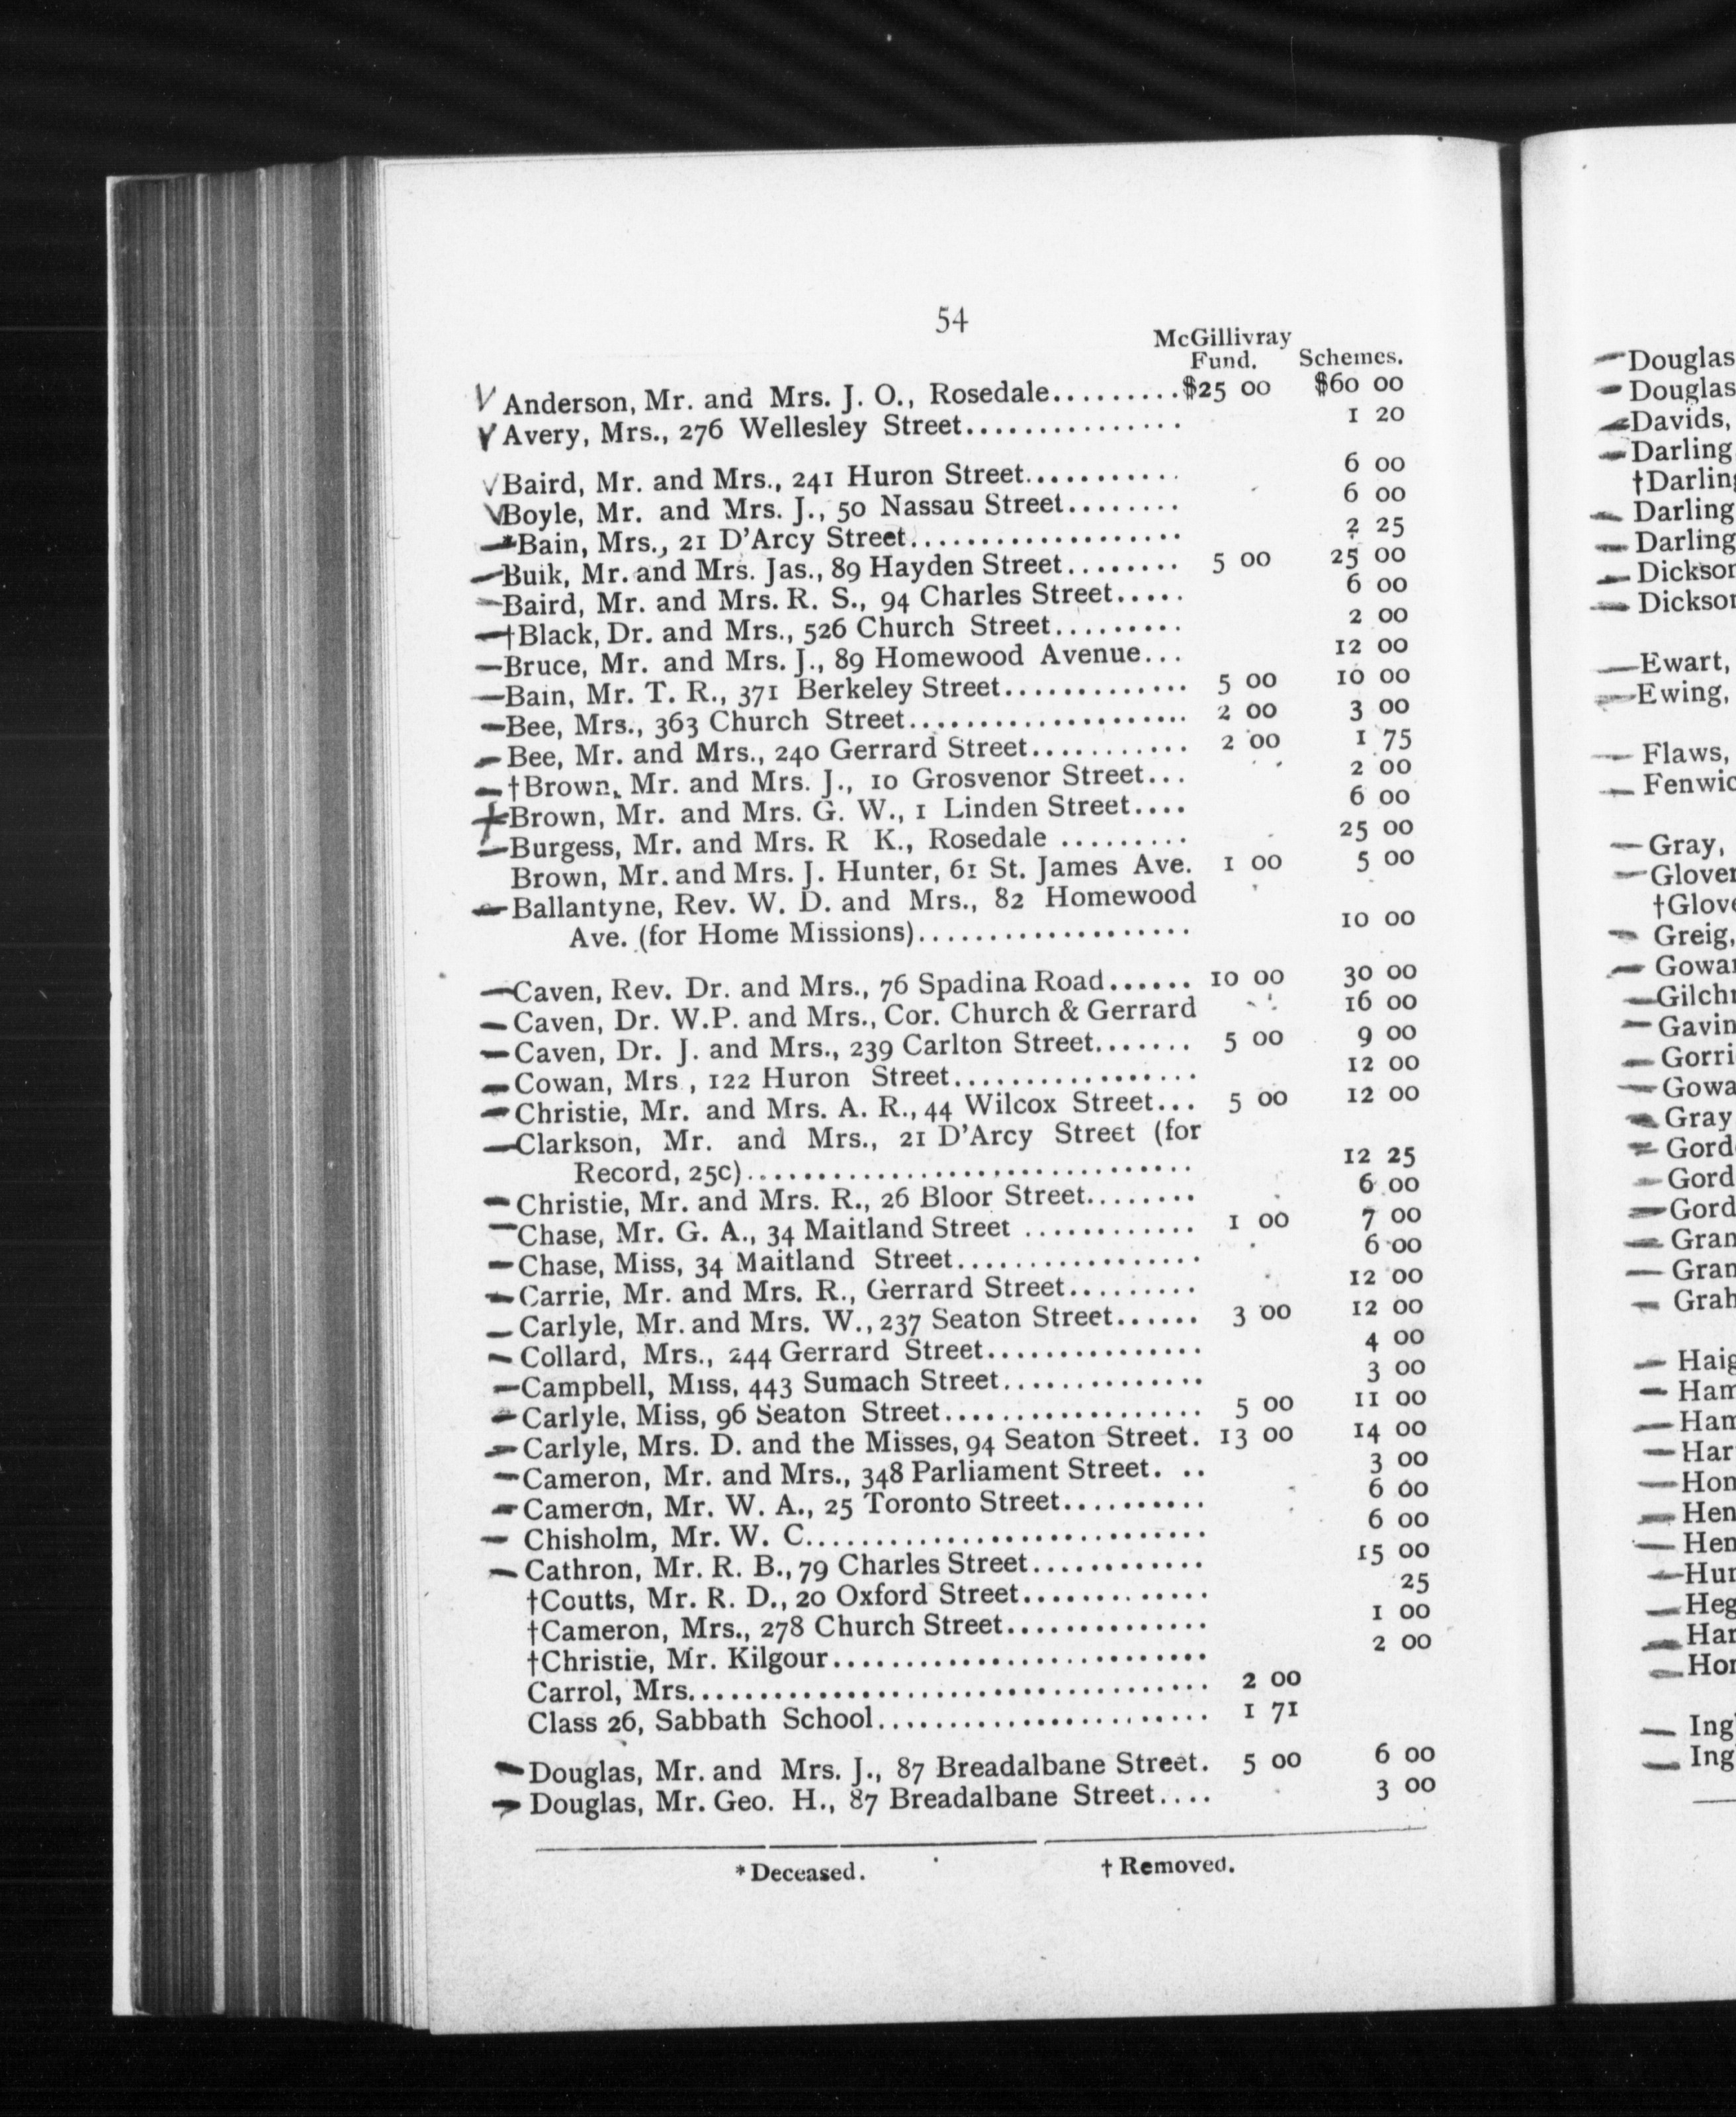 54
McGillivray
Fund. Schemes.
Anderson, Mr. and Mrs. J. O., Rosedale.........$25 00 $60 00
Avery, Mrs., 276 Wellesley Street............... 1 20
Baird, Mr. and Mrs., 241 Huron Street........... 6 00
Boyle, Mr. and Mrs. J., 50 Nassau Street........ 6 00
*Bain, Mrs., 21 D'Arcy Street................... 2 25
Buik, Mr. and Mrs. Jas., 89 Hayden Street........ 5 00 25 00
Baird, Mr. and Mrs. R. S., 94 Charles Street..... 6 00
†Black, Dr. and Mrs., 526 Church Street......... 2 00
Bruce, Mr. and Mrs. J., 89 Homewood Avenue... 12 00
Bain, Mr. T. R., 371 Berkeley Street............. 5 00 10 00
Bee, Mrs., 363 Church Street.................... 2 00 3 00
Bee, Mr. and Mrs., 240 Gerrard Street........... 2 00 1 75
†Brown, Mr. and Mrs. J., 10 Grosvenor Street... 2 00
Brown, Mr. and Mrs. G. W., 1 Linden Street.... 6 00
Burgess, Mr. and Mrs. R K., Rosedale ......... 25 00
Brown, Mr. and Mrs. J. Hunter, 61 St. James Ave. 1 00 5 00
Ballantyne, Rev. W. D. and Mrs., 82 Homewood
Ave. (for Home Missions)................... 10 00
Caven, Rev. Dr. and Mrs., 76 Spadina Road...... 10 00 30 00
Caven, Dr. W.P. and Mrs., Cor. Church & Gerrard 16 00
Caven, Dr. J. and Mrs., 239 Carlton Street....... 5 00 9 00
Cowan, Mrs , 122 Huron Street................. 12 00
Christie, Mr. and Mrs. A. R., 44 Wilcox Street... 5 00 12 00
Clarkson, Mr. and Mrs., 21 D'Arcy Street (for
Record, 25c)............................... 12 25
Christie, Mr. and Mrs. R., 26 Bloor Street........ 6 00
Chase, Mr. G. A., 34 Maitland Street ............ 1 00 7 00
Chase, Miss, 34 Maitland Street................. 6 00
Carrie, Mr. and Mrs. R., Gerrard Street......... 12 00
Carlyle, Mr. and Mrs. W., 237 Seaton Street...... 3 00 12 00
Collard, Mrs., 244 Gerrard Street............... 4 00
Campbell, Miss, 443 Sumach Street.............. 3 00
Carlyle, Miss, 96 Seaton Street.................. 5 00 11 00
Carlyle, Mrs. D. and the Misses, 94 Seaton Street. 13 00 14 00
Cameron, Mr. and Mrs., 348 Parliament Street. .. 3 00
Cameron, Mr. W. A., 25 Toronto Street.......... 6 00
Chisholm, Mr. W. C............................ 6 00
Cathron, Mr. R. B., 79 Charles Street............ 15 00
†Coutts, Mr. R. D., 20 Oxford Street............. 25
†Cameron, Mrs., 278 Church Street.............. 1 00
†Christie, Mr. Kilgour.......................... 2 00
Carrol, Mrs.................................... 2 00
Class 26, Sabbath School....................... 1 71
Douglas, Mr. and Mrs. J., 87 Breadalbane Street. 5 00 6 00
Douglas, Mr. Geo. H., 87 Breadalbane Street.... 3 00
* Deceased. † Removed.
Douglas
Douglas
Davids,
Darling
Darling
Ewart,
Ewing,
Flaws,
Gray,
Greig,
Gray